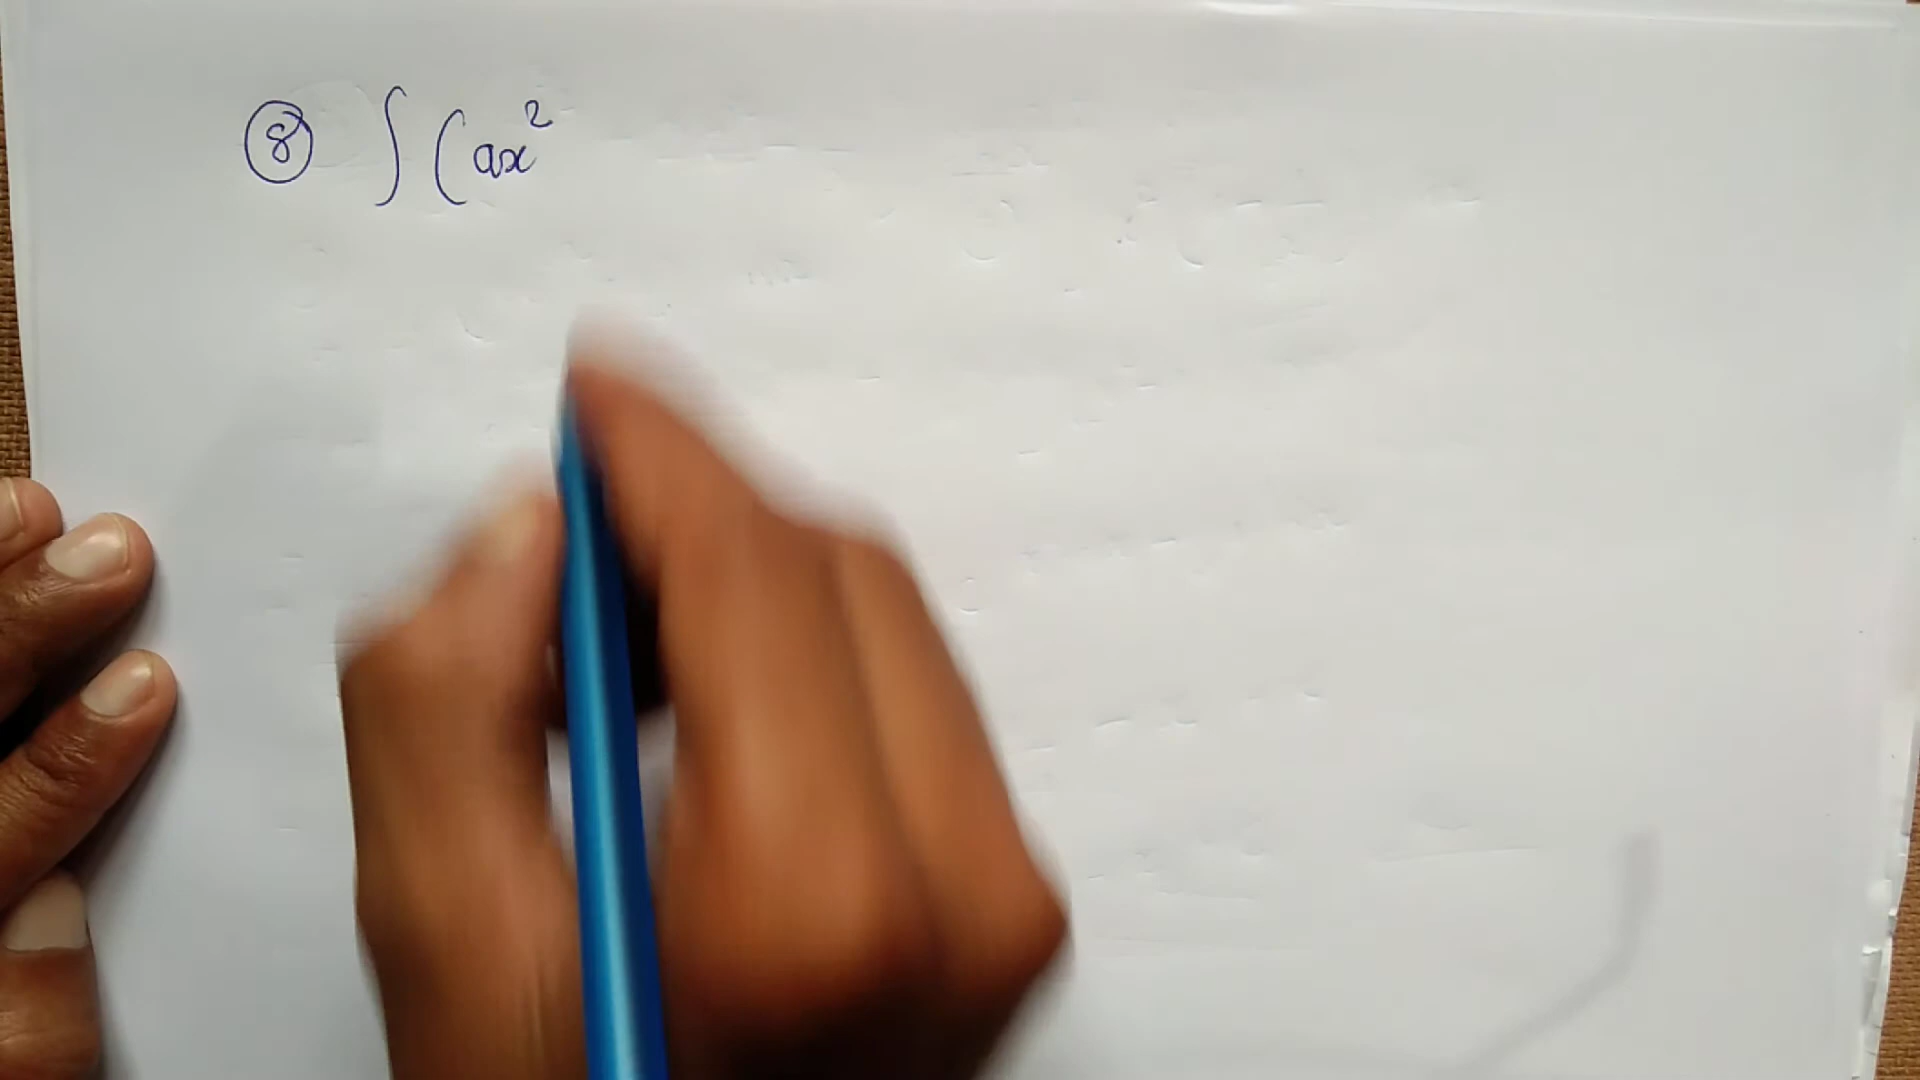 ⑧ ∫ (ax²